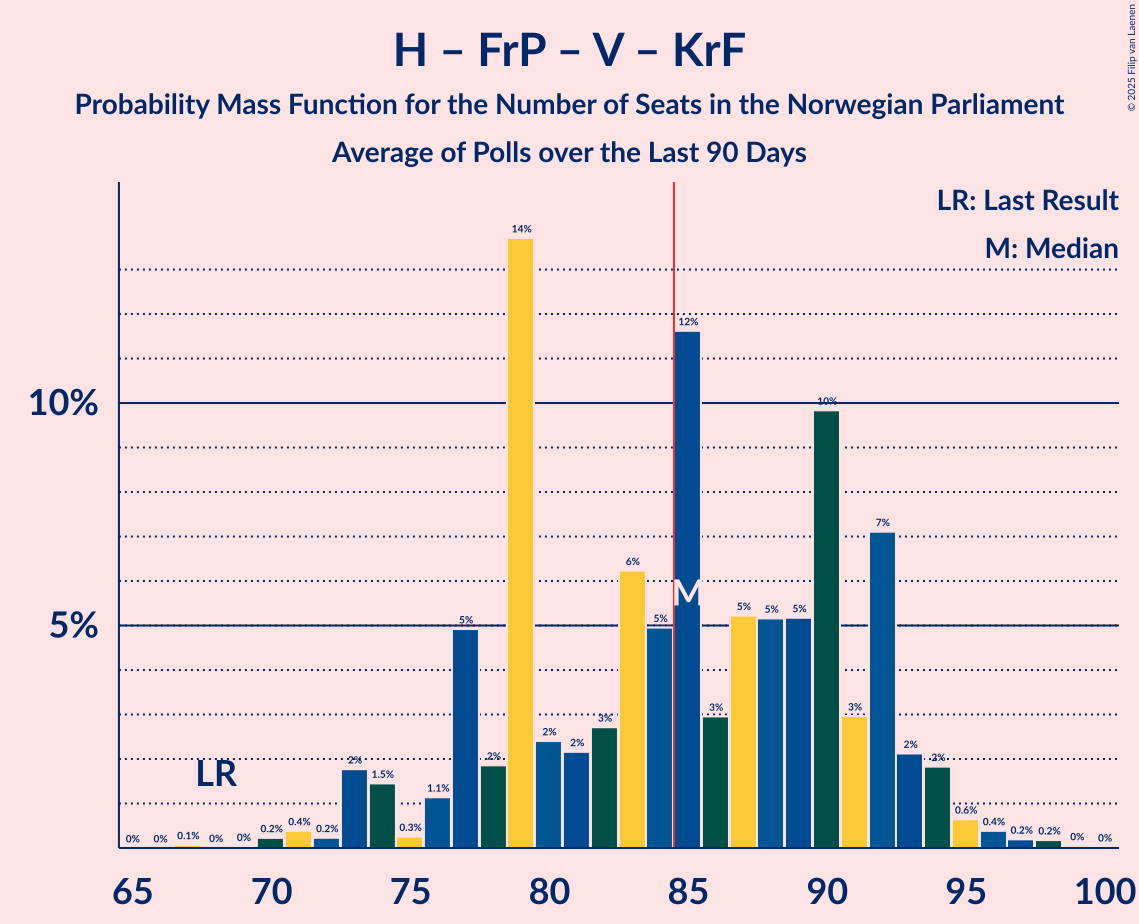 H – FrP – V – KrF
Probability Mass Function for the Number of Seats in the Norwegian Parliament
Average of Polls over the Last 90 Days
© 2025 Filip van Laenen
LR: Last Result
M: Median
10%
5%
LR
M
0% 0% 0.1% 0% 0% 0.2% 0.4% 0.2% 2% 1.5% 0.3% 1.1% 5% 2% 14% 2% 2% 3% 6% 5% 12% 3% 5% 5% 5% 10% 3% 7% 2% 2% 0.6% 0.4% 0.2% 0.2% 0% 0%
65 70 75 80 85 90 95 100